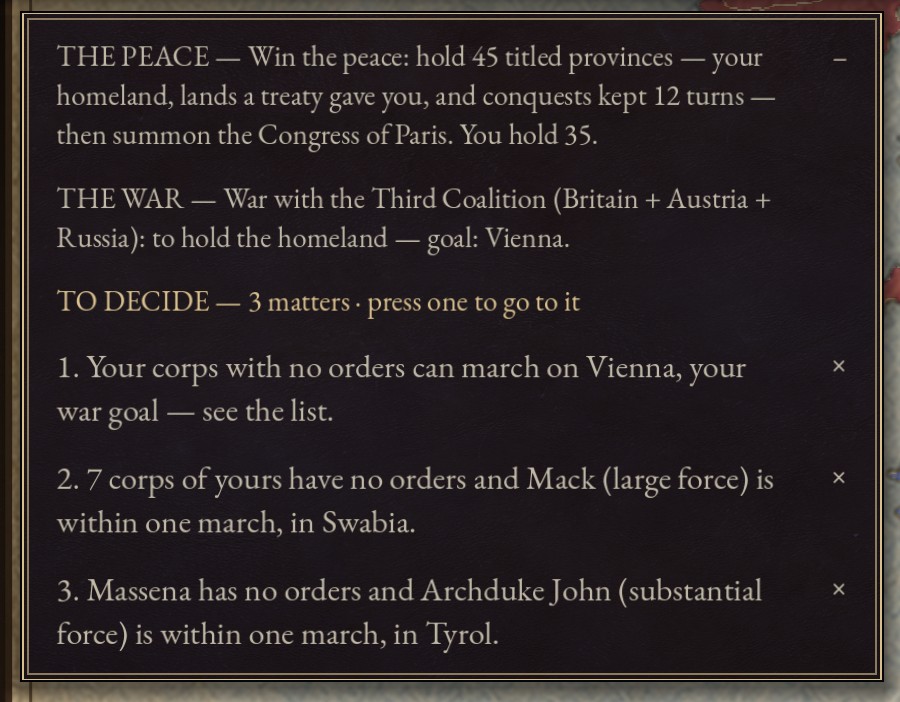 THE PEACE — Win the peace: hold 45 titled provinces — your –
homeland, lands a treaty gave you, and conquests kept 12 turns —
then summon the Congress of Paris. You hold 35.
THE WAR — War with the Third Coalition (Britain + Austria +
Russia): to hold the homeland — goal: Vienna.
TO DECIDE — 3 matters · press one to go to it
1. Your corps with no orders can march on Vienna, your ×
war goal — see the list.
2. 7 corps of yours have no orders and Mack (large force) is ×
within one march, in Swabia.
3. Massena has no orders and Archduke John (substantial ×
force) is within one march, in Tyrol.